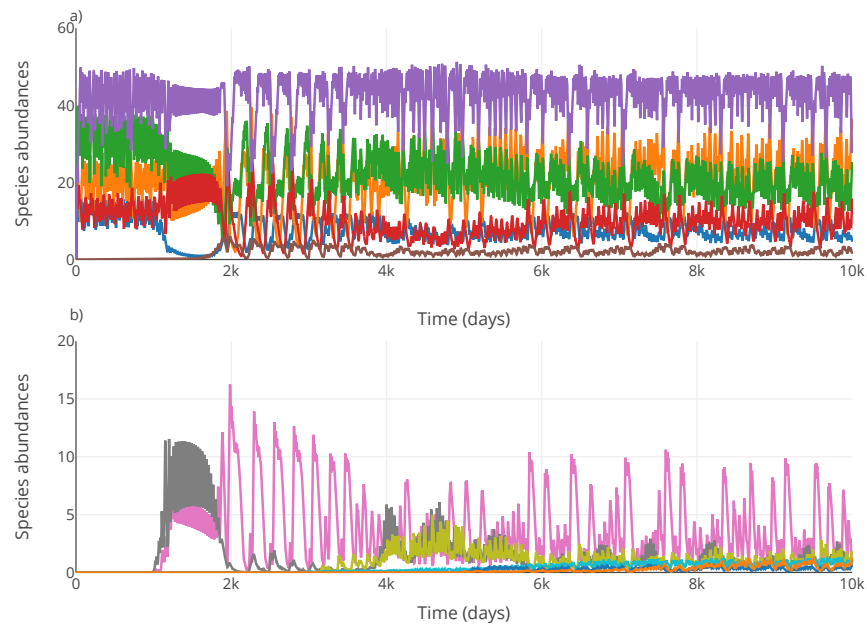 a)
60
40
20
0
Species abundances
0 2k 4k 6k 8k 10k
Time (days)
b)
20
15
10
5
0
Species abundances
0 2k 4k 6k 8k 10k
Time (days)